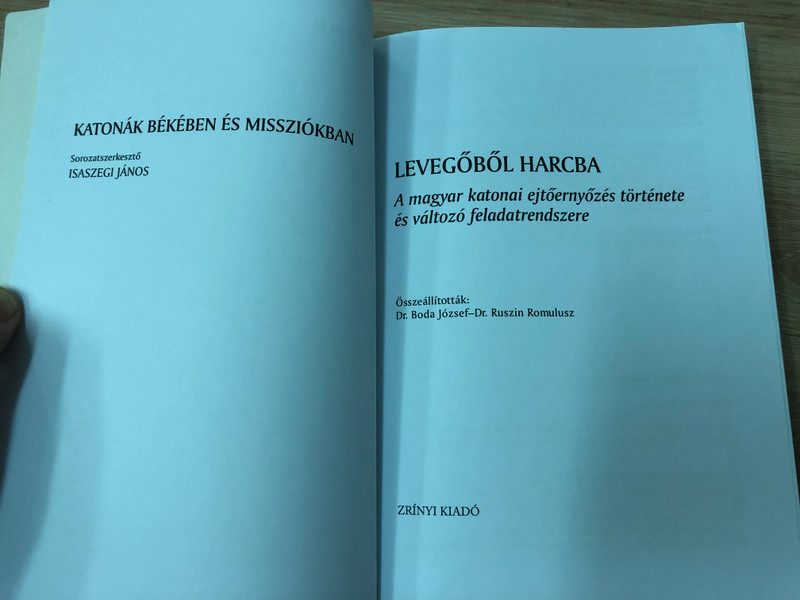 KATONÁK BÉKÉBEN ÉS MISSZIÓKBAN
Sorozatszerkesztő
ISASZEGI JÁNOS
LEVEGŐBŐL HARCBA
A magyar katonai ejtőernyőzés története
és változó feladatrendszere
Összeállították:
Dr. Boda József–Dr. Ruszin Romulusz
ZRÍNYI KIADÓ